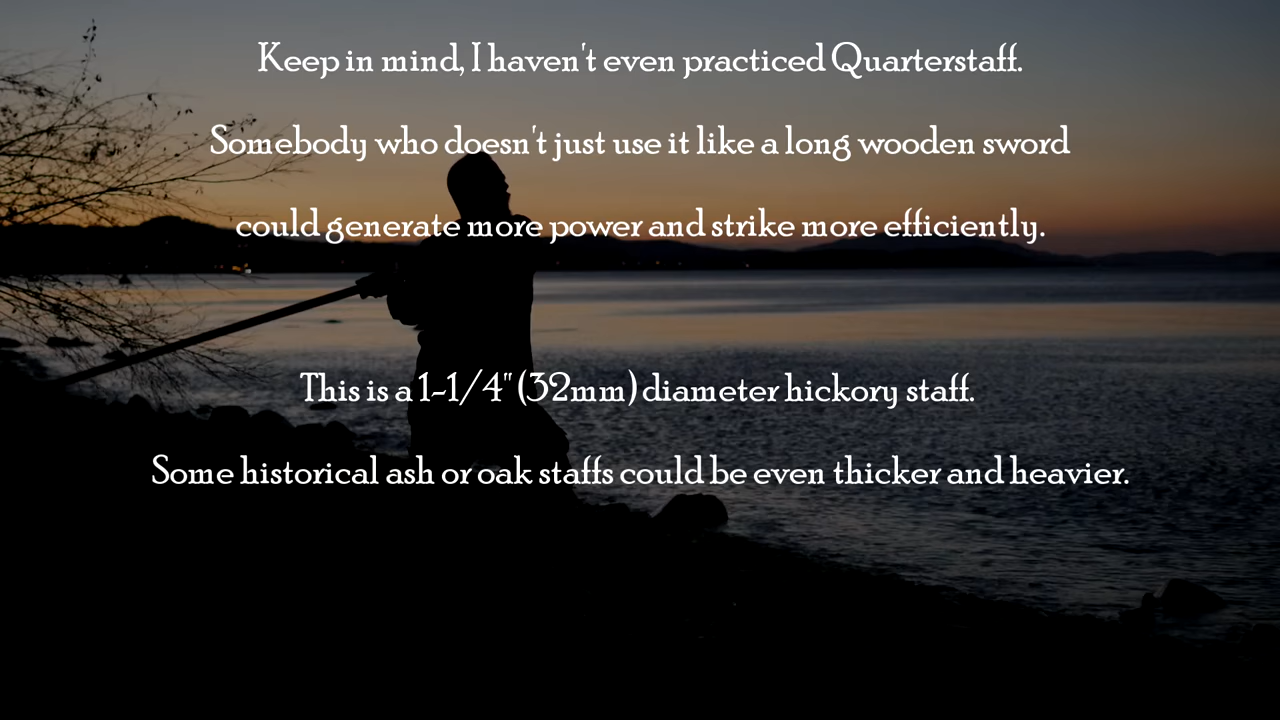 Keep in mind, I haven't even practiced Quarterstaff.
Somebody who doesn't just use it like a long wooden sword
could generate more power and strike more efficiently.
This is a 1-1/4" (32mm) diameter hickory staff.
Some historical ash or oak staffs could be even thicker and heavier.